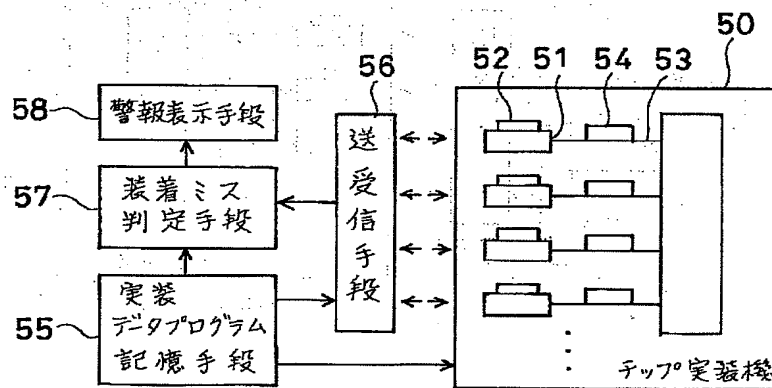 50
52
51
54
53
56
58
警報表示手段
送受信手段
57
装着ミス
判定手段
55
実装
データプログラム
記憶手段
チップ実装機